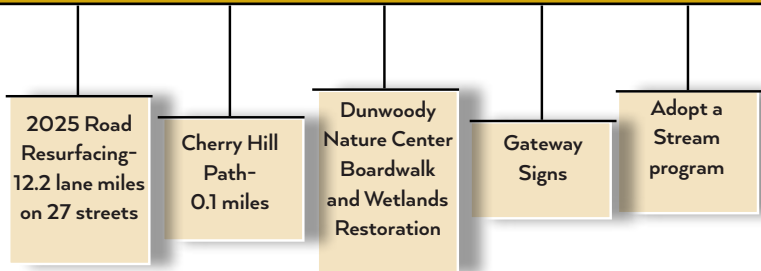 2025 Road
Resurfacing-
12.2 lane miles
on 27 streets
Cherry Hill
Path-
0.1 miles
Dunwoody
Nature Center
Boardwalk
and Wetlands
Restoration
Gateway
Signs
Adopt a
Stream
program